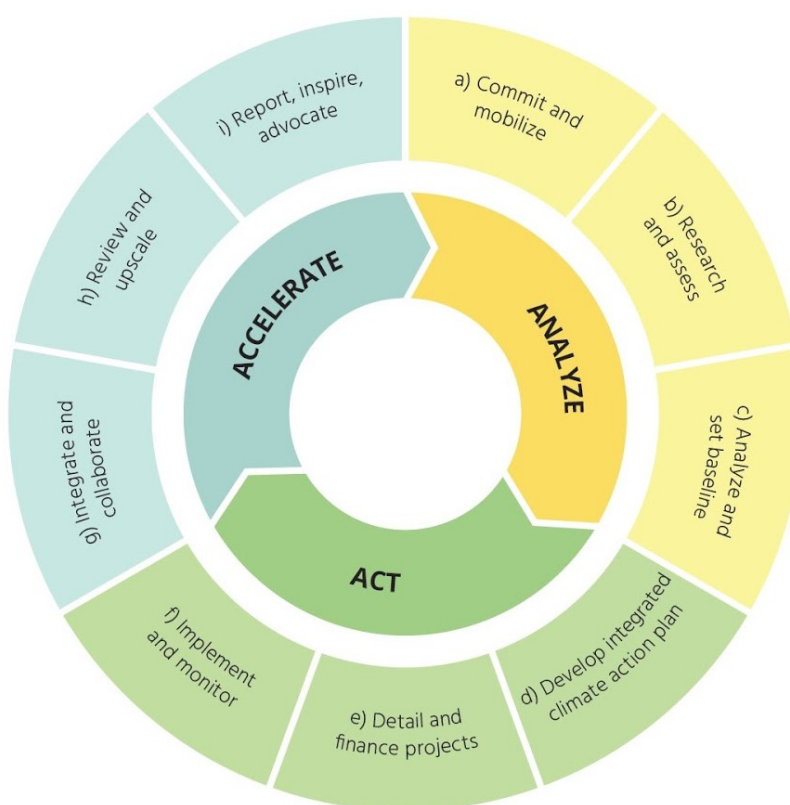 a) Commit and
mobilize
b) Research
and assess
c) Analyze and
set baseline
d) Develop integrated
climate action plan
e) Detail and
finance projects
f) Implement
and monitor
g) Integrate and
collaborate
h) Review and
upscale
i) Report, inspire,
advocate
ANALYZE
ACT
ACCELERATE